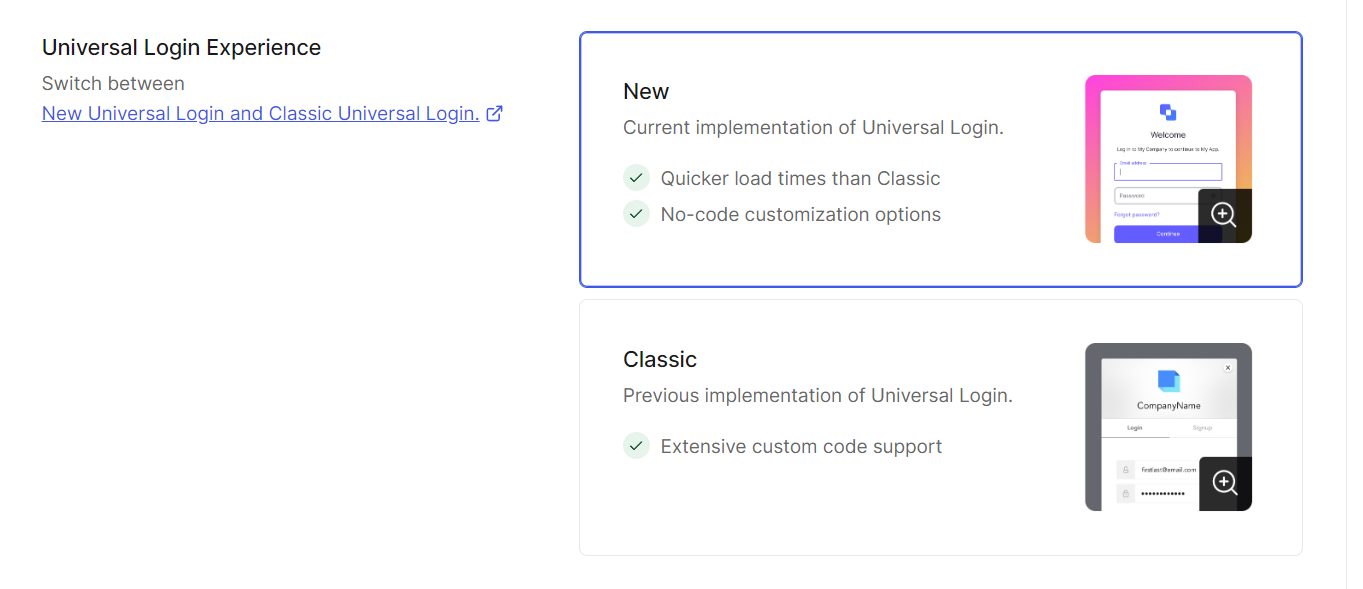 Universal Login Experience
Switch between
New Universal Login and Classic Universal Login.
New
Current implementation of Universal Login.
Quicker load times than Classic
No-code customization options
Welcome
Log in to My Company to continue to My App.
Email address
Password
Forgot password?
Continue
Classic
Previous implementation of Universal Login.
Extensive custom code support
CompanyName
Login Signup
firstlast@email.com